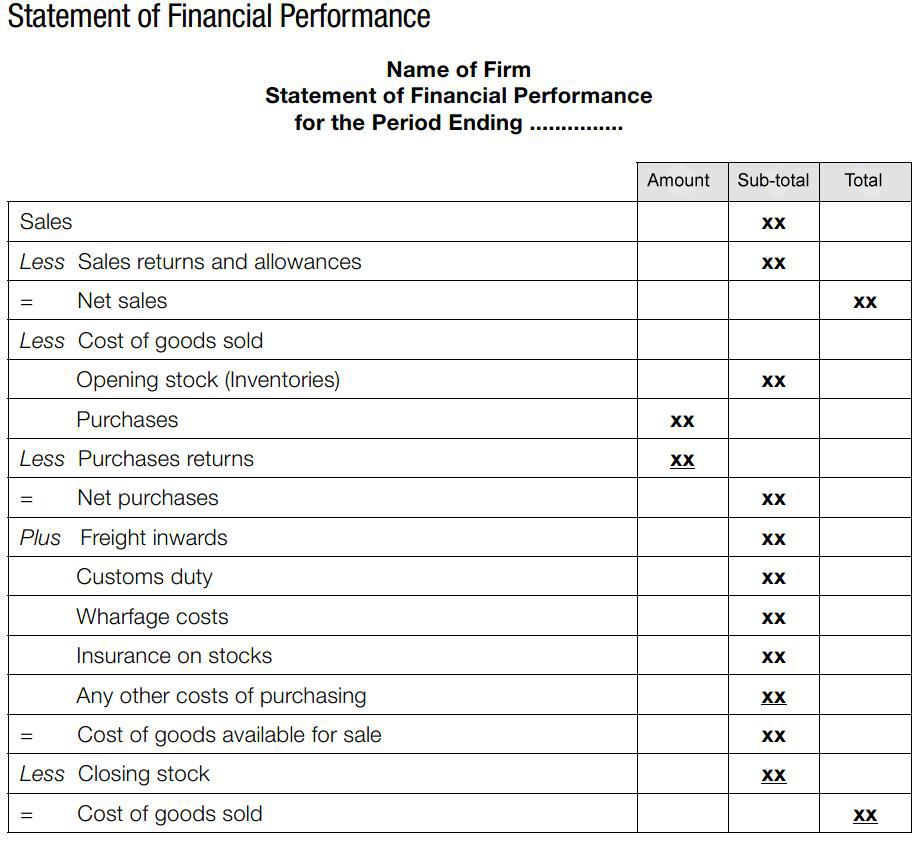 Statement of Financial Performance
Name of Firm
Statement of Financial Performance
for the Period Ending ...............
Amount Sub-total Total
Sales xx
Less Sales returns and allowances xx
= Net sales xx
Less Cost of goods sold
Opening stock (Inventories) xx
Purchases xx
Less Purchases returns xx
= Net purchases xx
Plus Freight inwards xx
Customs duty xx
Wharfage costs xx
Insurance on stocks xx
Any other costs of purchasing xx
= Cost of goods available for sale xx
Less Closing stock xx
= Cost of goods sold xx